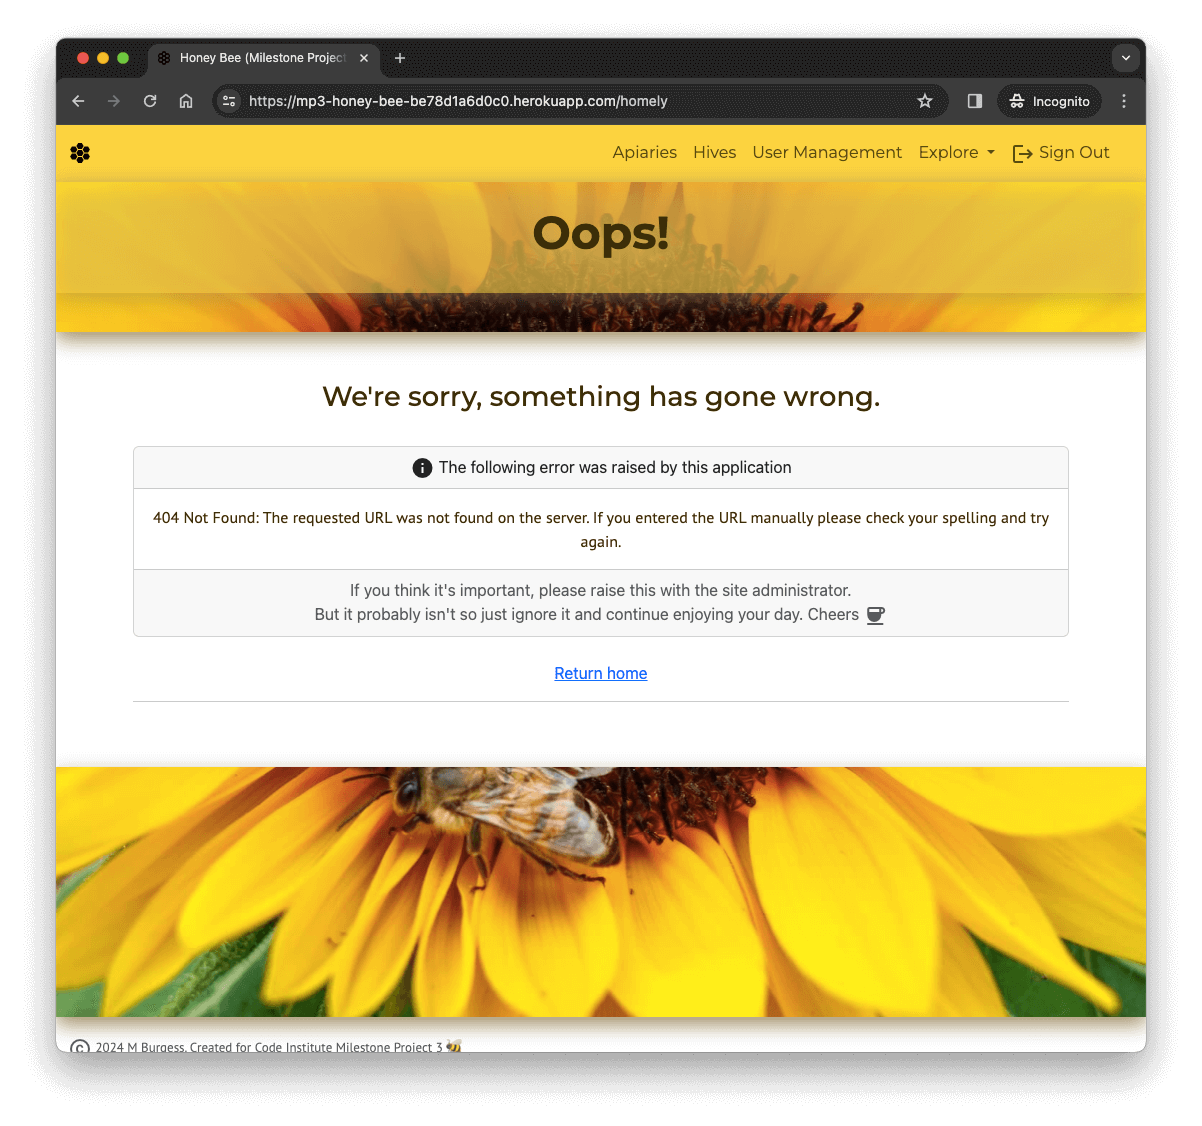 Honey Bee (Milestone Project
https://mp3-honey-bee-be78d1a6d0c0.herokuapp.com/homely
Incognito
Apiaries Hives User Management Explore Sign Out
Oops!
We're sorry, something has gone wrong.
The following error was raised by this application
404 Not Found: The requested URL was not found on the server. If you entered the URL manually please check your spelling and try
again.
If you think it's important, please raise this with the site administrator.
But it probably isn't so just ignore it and continue enjoying your day. Cheers
Return home
© 2024 M Burgess. Created for Code Institute Milestone Project 3